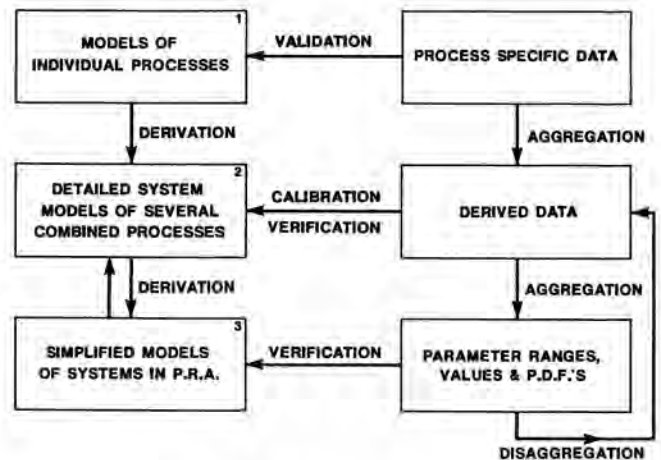 1
MODELS OF
INDIVIDUAL PROCESSES
VALIDATION
PROCESS SPECIFIC DATA
DERIVATION
AGGREGATION
2
DETAILED SYSTEM
MODELS OF SEVERAL
COMBINED PROCESSES
CALIBRATION
VERIFICATION
DERIVED DATA
DERIVATION
AGGREGATION
3
SIMPLIFIED MODELS
OF SYSTEMS IN P.R.A.
VERIFICATION
PARAMETER RANGES,
VALUES & P.D.F.'S
DISAGGREGATION